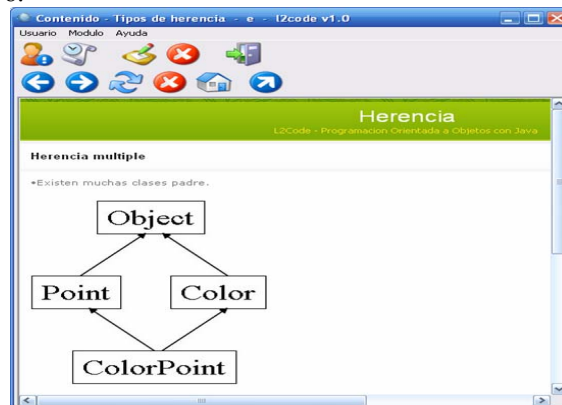 Contenido - Tipos de herencia - e - l2code v1.0
Usuario Modulo Ayuda
Herencia
L2Code - Programacion Orientada a Objetos con Java
Herencia multiple
•Existen muchas clases padre.
Object
Point Color
ColorPoint